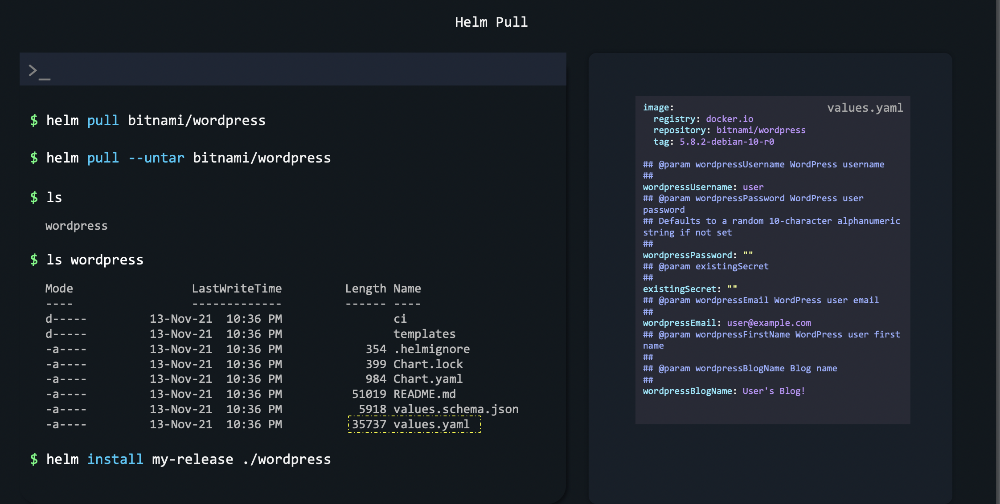 Helm Pull
>_
$ helm pull bitnami/wordpress
$ helm pull --untar bitnami/wordpress
$ ls
wordpress
$ ls wordpress
Mode                 LastWriteTime         Length Name
----                 -------------         ------ ----
d-----         13-Nov-21  10:36 PM                ci
d-----         13-Nov-21  10:36 PM                templates
-a----         13-Nov-21  10:36 PM            354 .helmignore
-a----         13-Nov-21  10:36 PM            399 Chart.lock
-a----         13-Nov-21  10:36 PM            984 Chart.yaml
-a----         13-Nov-21  10:36 PM          51019 README.md
-a----         13-Nov-21  10:36 PM           5918 values.schema.json
-a----         13-Nov-21  10:36 PM          35737 values.yaml
$ helm install my-release ./wordpress
values.yaml
image:
  registry: docker.io
  repository: bitnami/wordpress
  tag: 5.8.2-debian-10-r0
## @param wordpressUsername WordPress username
##
wordpressUsername: user
## @param wordpressPassword WordPress user
password
## Defaults to a random 10-character alphanumeric
string if not set
##
wordpressPassword: ""
## @param existingSecret
##
existingSecret: ""
## @param wordpressEmail WordPress user email
##
wordpressEmail: user@example.com
## @param wordpressFirstName WordPress user first
name
##
## @param wordpressBlogName Blog name
##
wordpressBlogName: User's Blog!